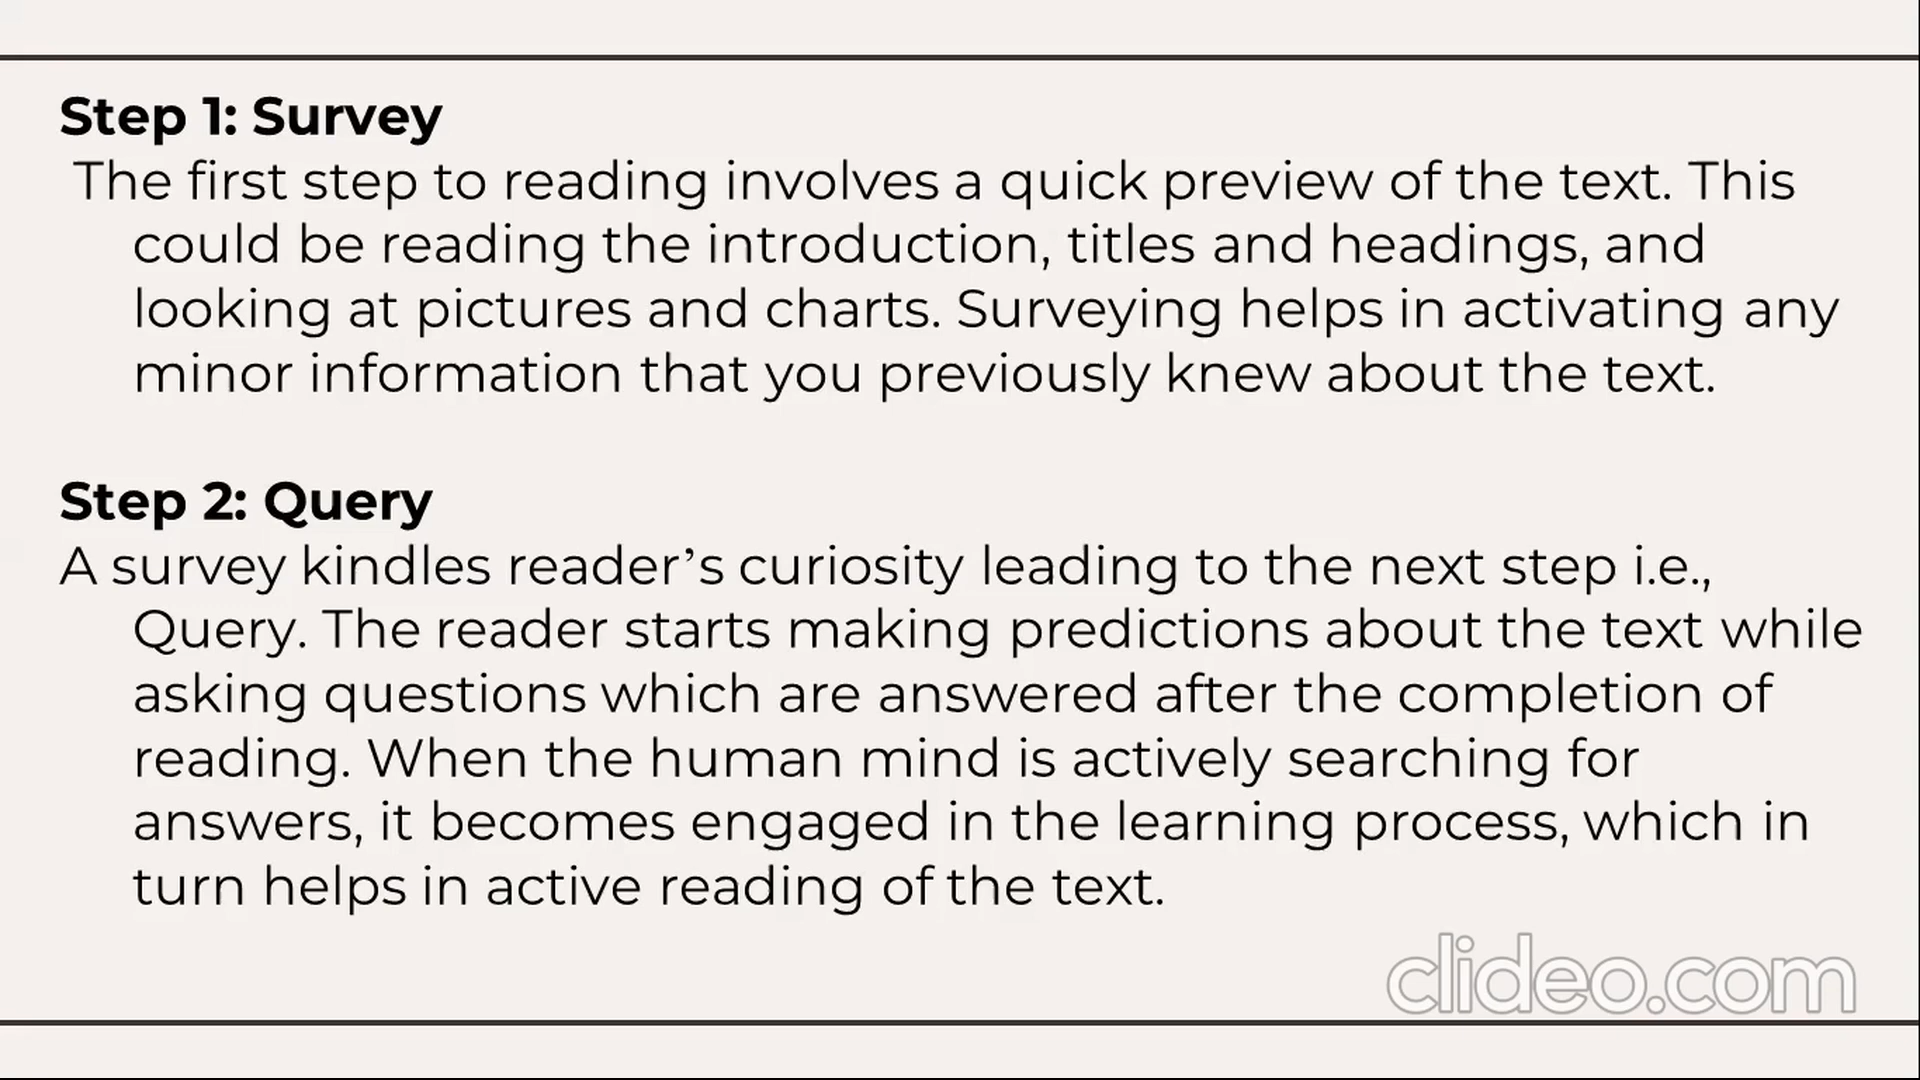 Step 1: Survey
The first step to reading involves a quick preview of the text. This
could be reading the introduction, titles and headings, and
looking at pictures and charts. Surveying helps in activating any
minor information that you previously knew about the text.
Step 2: Query
A survey kindles reader’s curiosity leading to the next step i.e.,
Query. The reader starts making predictions about the text while
asking questions which are answered after the completion of
reading. When the human mind is actively searching for
answers, it becomes engaged in the learning process, which in
turn helps in active reading of the text.
clideo.com